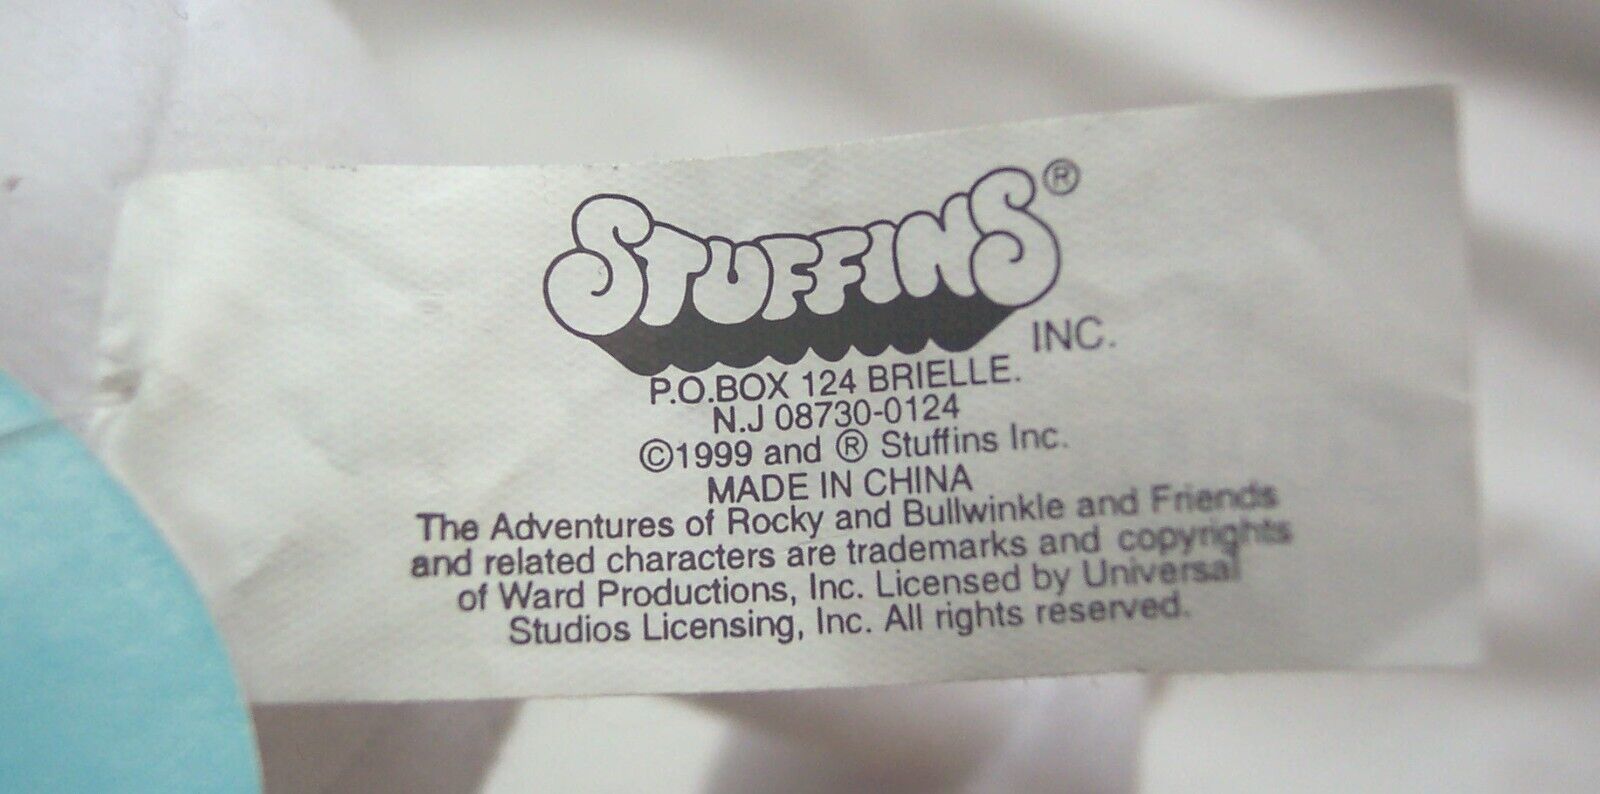 STUFFINS®
INC.
P.O.BOX 124 BRIELLE.
N.J 08730-0124
©1999 and ® Stuffins Inc.
MADE IN CHINA
The Adventures of Rocky and Bullwinkle and Friends
and related characters are trademarks and copyrights
of Ward Productions, Inc. Licensed by Universal
Studios Licensing, Inc. All rights reserved.